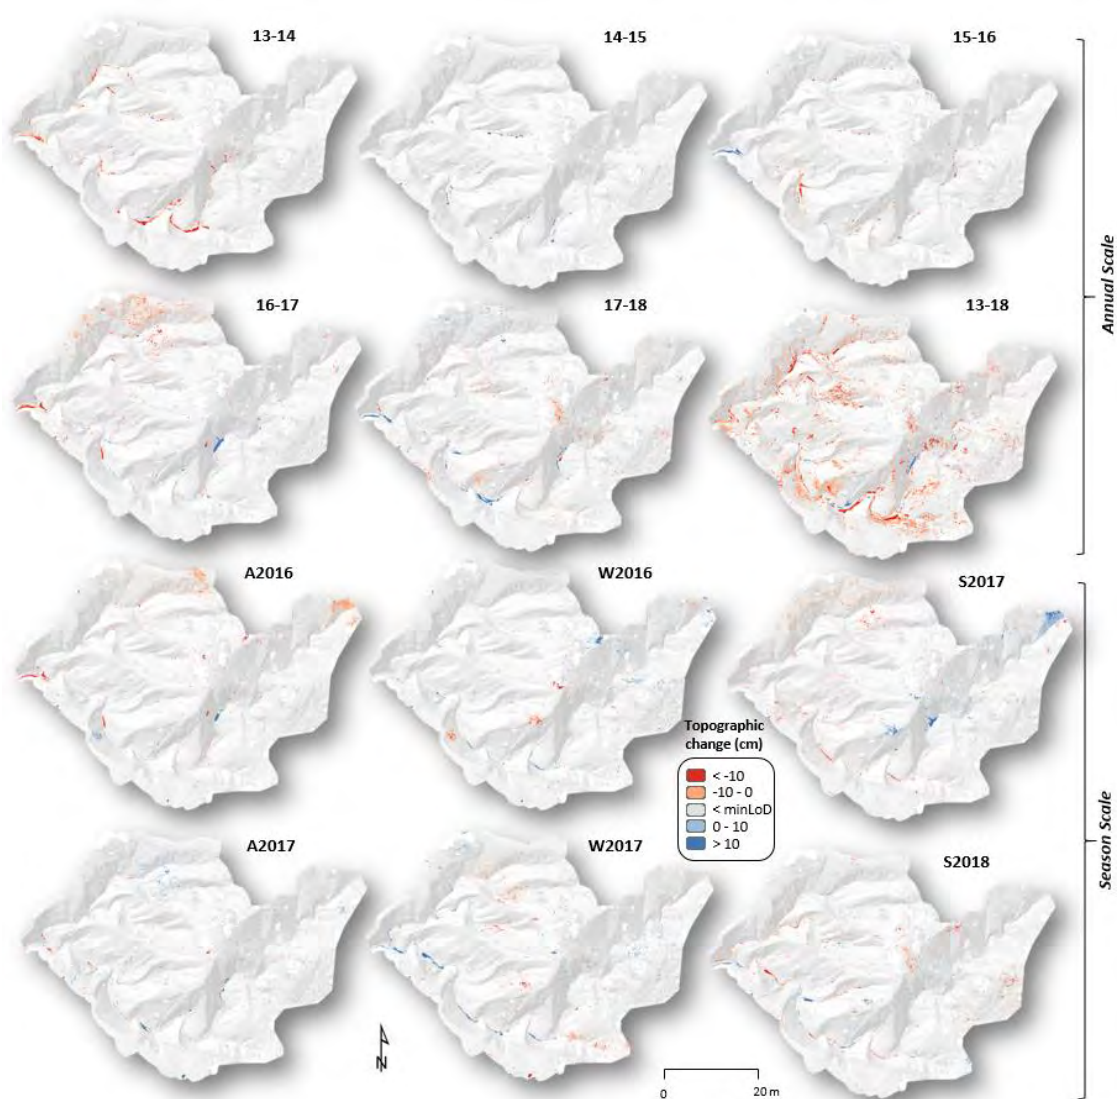 13-14
14-15
15-16
16-17
17-18
13-18
Annual Scale
A2016
W2016
S2017
Topographic
change (cm)
< -10
-10 - 0
< minLoD
0 - 10
> 10
A2017
W2017
S2018
Season Scale
N
0
20 m